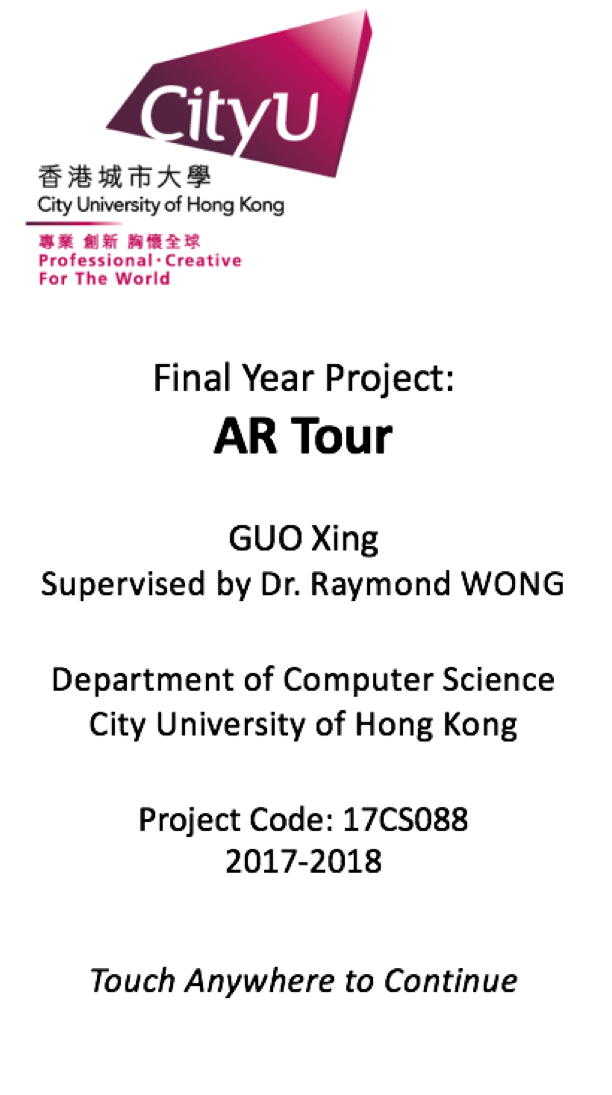 CityU
香港城市大學
City University of Hong Kong
專業 創新 胸懷全球
Professional·Creative
For The World
Final Year Project:
AR Tour
GUO Xing
Supervised by Dr. Raymond WONG
Department of Computer Science
City University of Hong Kong
Project Code: 17CS088
2017-2018
Touch Anywhere to Continue